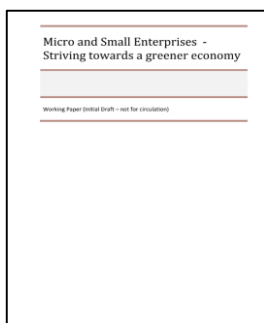 Micro and Small Enterprises -
Striving towards a greener economy
Working Paper (Initial Draft – not for circulation)